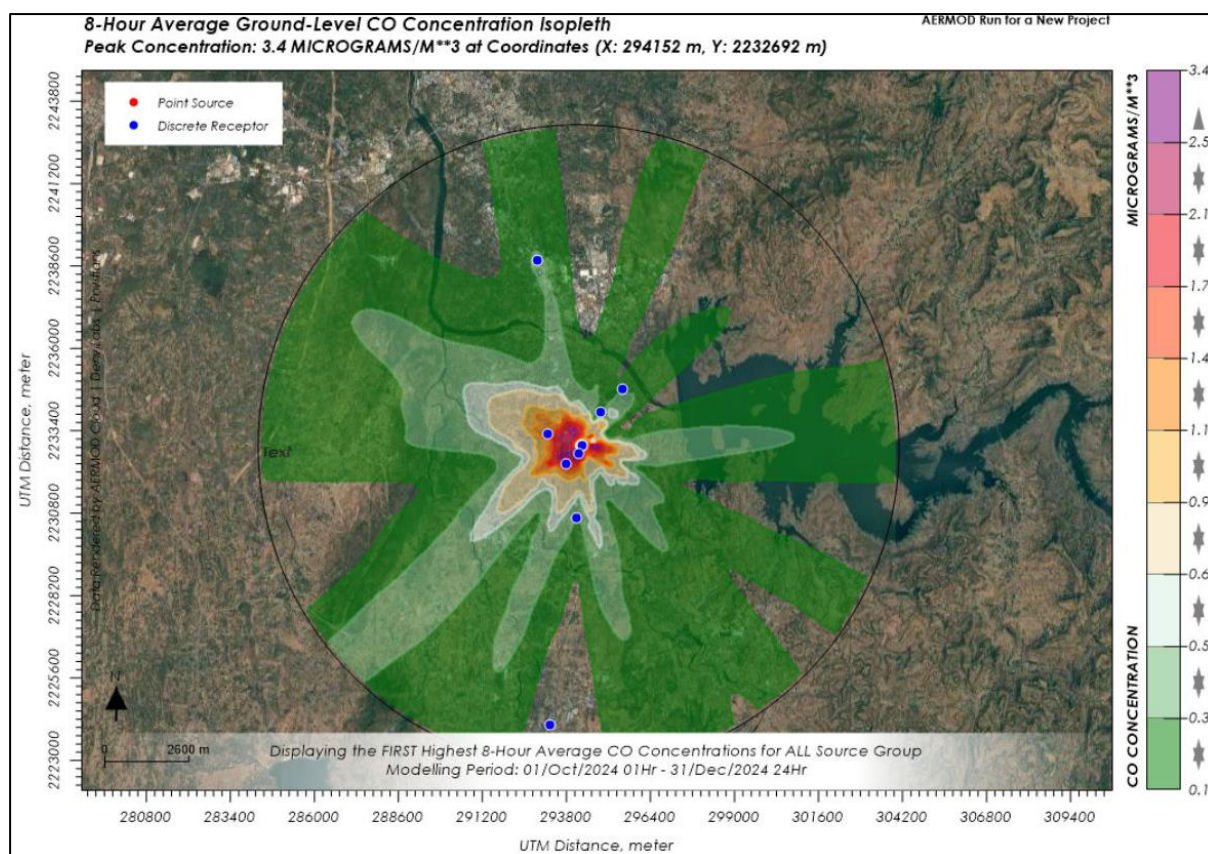 8-Hour Average Ground-Level CO Concentration Isopleth
AERMOD Run for a New Project
Peak Concentration: 3.4 MICROGRAMS/M**3 at Coordinates (X: 294152 m, Y: 2232692 m)
Point Source
Discrete Receptor
UTM Distance, meter
2243800
2241200
2238600
2236000
2233400
2230800
2228200
2225600
2223000
Text
N
0 2600 m
Displaying the FIRST Highest 8-Hour Average CO Concentrations for ALL Source Group
Modelling Period: 01/Oct/2024 01Hr - 31/Dec/2024 24Hr
280800 283400 286000 288600 291200 293800 296400 299000 301600 304200 306800 309400
UTM Distance, meter
MICROGRAMS/M**3
CO CONCENTRATION
3.4
2.5
2.1
1.7
1.4
1.1
0.9
0.6
0.5
0.3
0.1